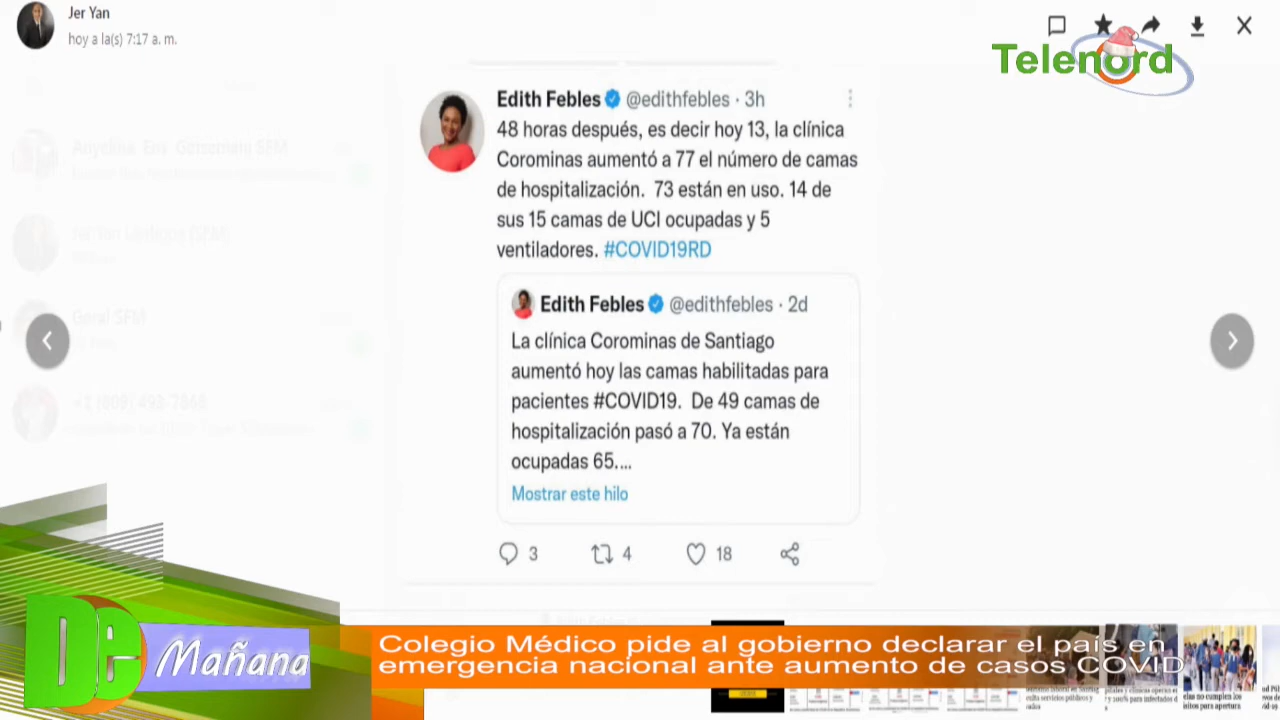 Jer Yan
hoy a la(s) 7:17 a. m.
Telenord
Edith Febles @edithfebles · 3h
48 horas después, es decir hoy 13, la clínica
Corominas aumentó a 77 el número de camas
de hospitalización. 73 están en uso. 14 de
sus 15 camas de UCI ocupadas y 5
ventiladores. #COVID19RD
Edith Febles @edithfebles · 2d
La clínica Corominas de Santiago
aumentó hoy las camas habilitadas para
pacientes #COVID19. De 49 camas de
hospitalización pasó a 70. Ya están
ocupadas 65....
Mostrar este hilo
3 4 18
Goral SFM
De Mañana
Colegio Médico pide al gobierno declarar el país en
emergencia nacional ante aumento de casos COVID